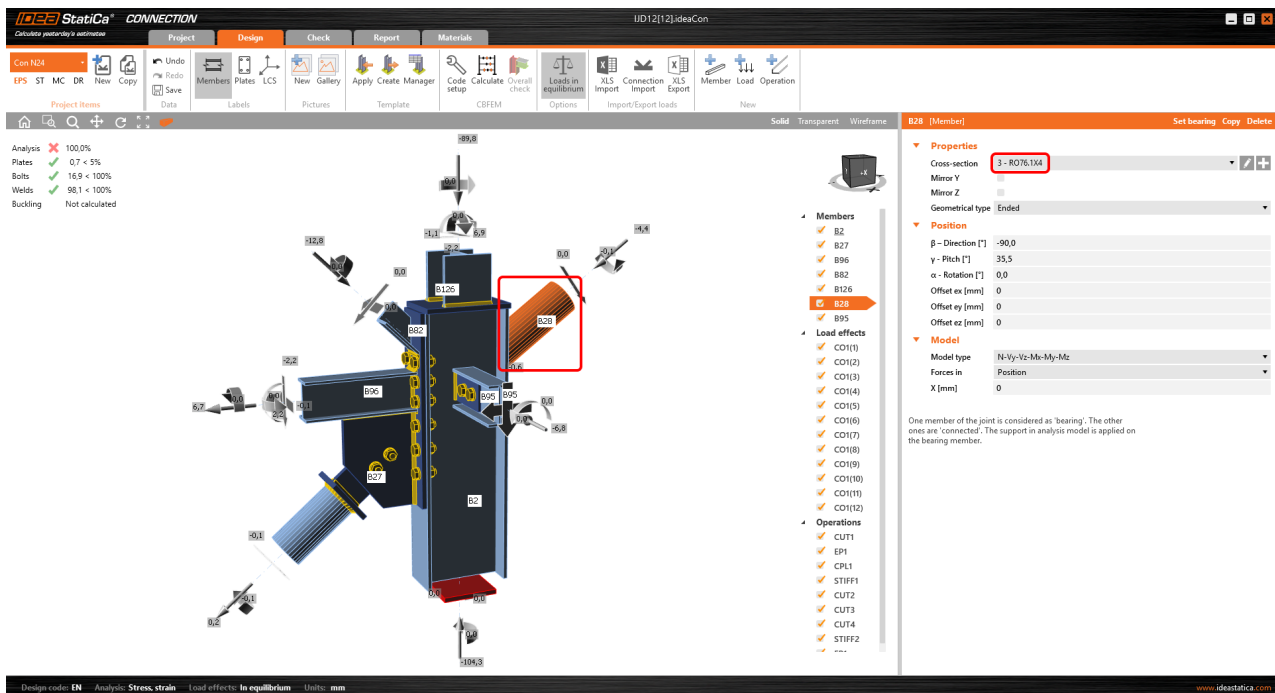 IDEA StatiCa® CONNECTION
Calculate yesterday's estimates
IJD12[12].ideaCon
Project Design Check Report Materials
Con N24
EPS ST MC DR New Copy
Project items
Undo
Redo
Save
Data
Members Plates LCS
Labels
New Gallery
Pictures
Apply Create Manager
Template
Code setup Calculate Overall check
CBFEM
Loads in equilibrium
Options
XLS Import Connection Import XLS Export
Import/Export loads
Member Load Operation
New
Solid Transparent Wireframe
Analysis 100,0%
Plates 0,7 < 5%
Bolts 16,9 < 100%
Welds 98,1 < 100%
Buckling Not calculated
-89,8
0,0
0,0
-1,1 6,9
-2,2
-12,8
0,0
0,0
0,0
-4,4
-0,1
0,0
B126
B28
B82
-0,6
-2,2
B96
6,7
0,0
0,0
2,2
-0,1
B95 B95
0,0
0,0
-6,8
B27
B2
-0,1
-0,1
0,2
0,0 0,0
0,0
-104,3
Members
B2
B27
B96
B82
B126
B28
B95
Load effects
CO1(1)
CO1(2)
CO1(3)
CO1(4)
CO1(5)
CO1(6)
CO1(7)
CO1(8)
CO1(9)
CO1(10)
CO1(11)
CO1(12)
Operations
CUT1
EP1
CPL1
STIFF1
CUT2
CUT3
CUT4
STIFF2
B28 [Member] Set bearing Copy Delete
Properties
Cross-section 3 - RO76.1X4
Mirror Y
Mirror Z
Geometrical type Ended
Position
β – Direction [°] -90,0
γ - Pitch [°] 35,5
α - Rotation [°] 0,0
Offset ex [mm] 0
Offset ey [mm] 0
Offset ez [mm] 0
Model
Model type N-Vy-Vz-Mx-My-Mz
Forces in Position
X [mm] 0
One member of the joint is considered as 'bearing'. The other
ones are 'connected'. The support in analysis model is applied on
the bearing member.
Design code: EN Analysis: Stress, strain Load effects: In equilibrium Units: mm
www.ideastatica.com